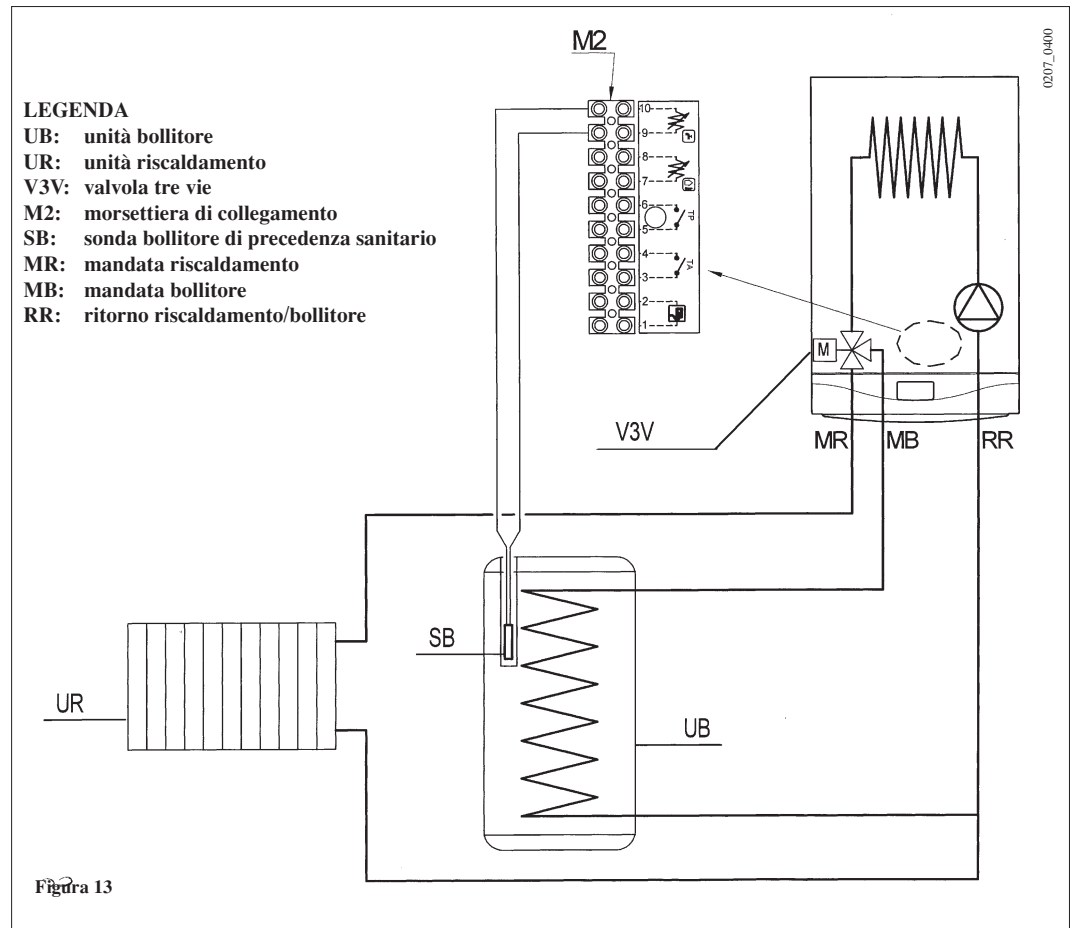 M2
0207_0400
LEGENDA
UB: unità bollitore
UR: unità riscaldamento
V3V: valvola tre vie
M2: morsettiera di collegamento
SB: sonda bollitore di precedenza sanitario
MR: mandata riscaldamento
MB: mandata bollitore
RR: ritorno riscaldamento/bollitore
10
9
8
7
6
TP
5
4
TA
3
2
1
M
V3V
MR MB RR
SB
UR
UB
Figura 13